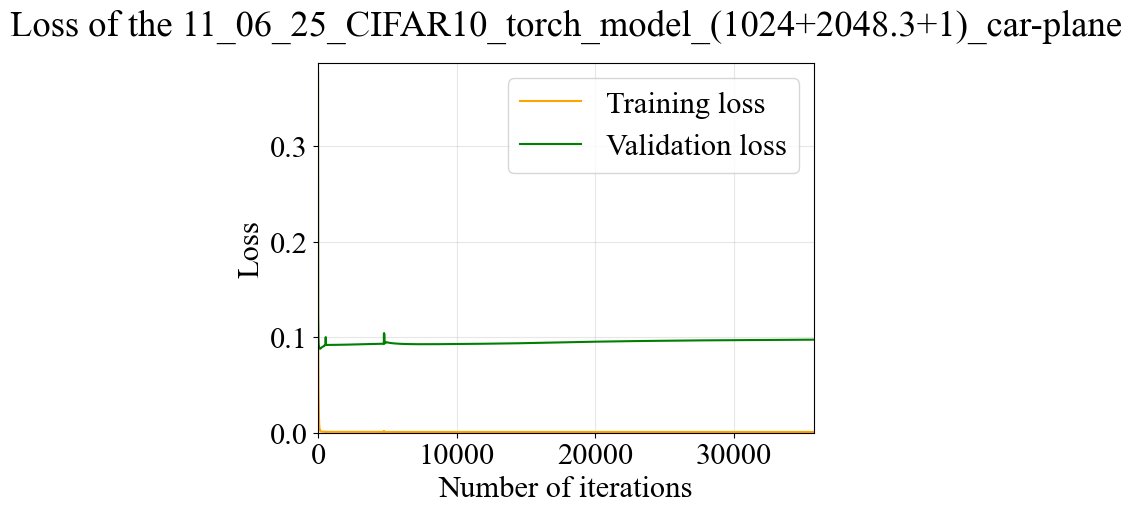 Loss of the 11_06_25_CIFAR10_torch_model_(1024+2048.3+1)_car-plane
Training loss
Validation loss
0.3
0.2
0.1
0.0
Loss
0 10000 20000 30000
Number of iterations